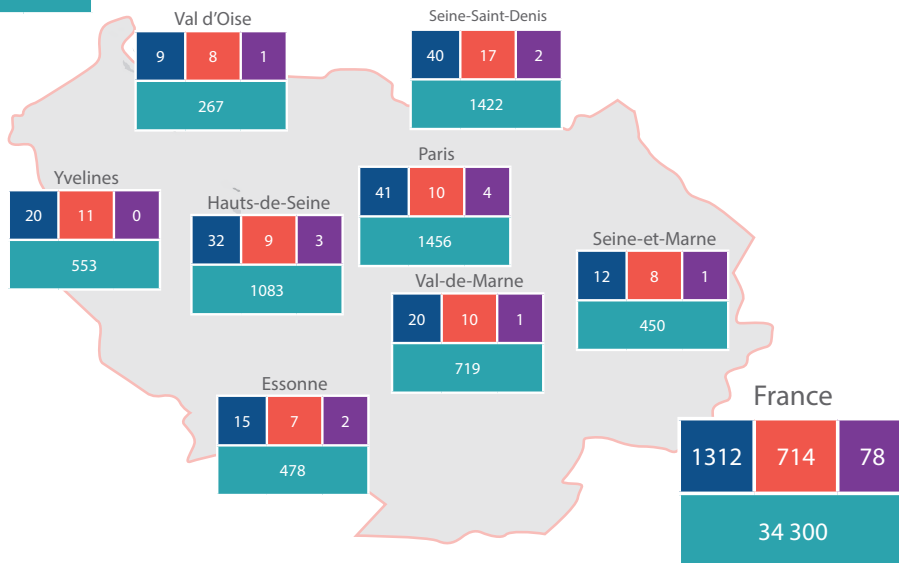 Val d’Oise
9 8 1
267
Seine-Saint-Denis
40 17 2
1422
Paris
41 10 4
1456
Yvelines
20 11 0
553
Hauts-de-Seine
32 9 3
1083
Seine-et-Marne
12 8 1
450
Val-de-Marne
20 10 1
719
Essonne
15 7 2
478
France
1312 714 78
34 300